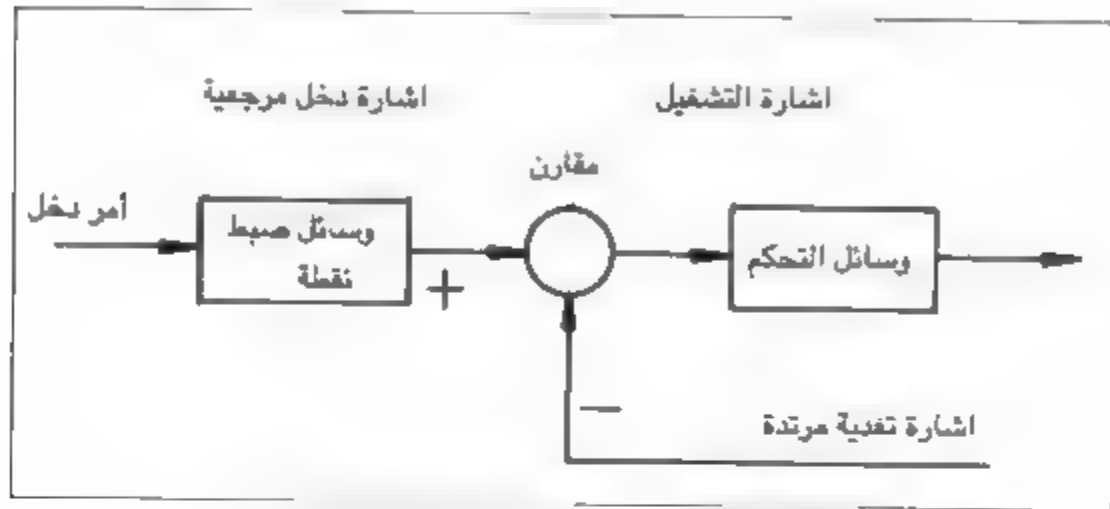 اشارة دخل مرجعية
اشارة التشغيل
مقارن
أمر دخل
وسائل ضبط
نقطة
+
وسائل التحكم
−
اشارة تغذية مرتدة